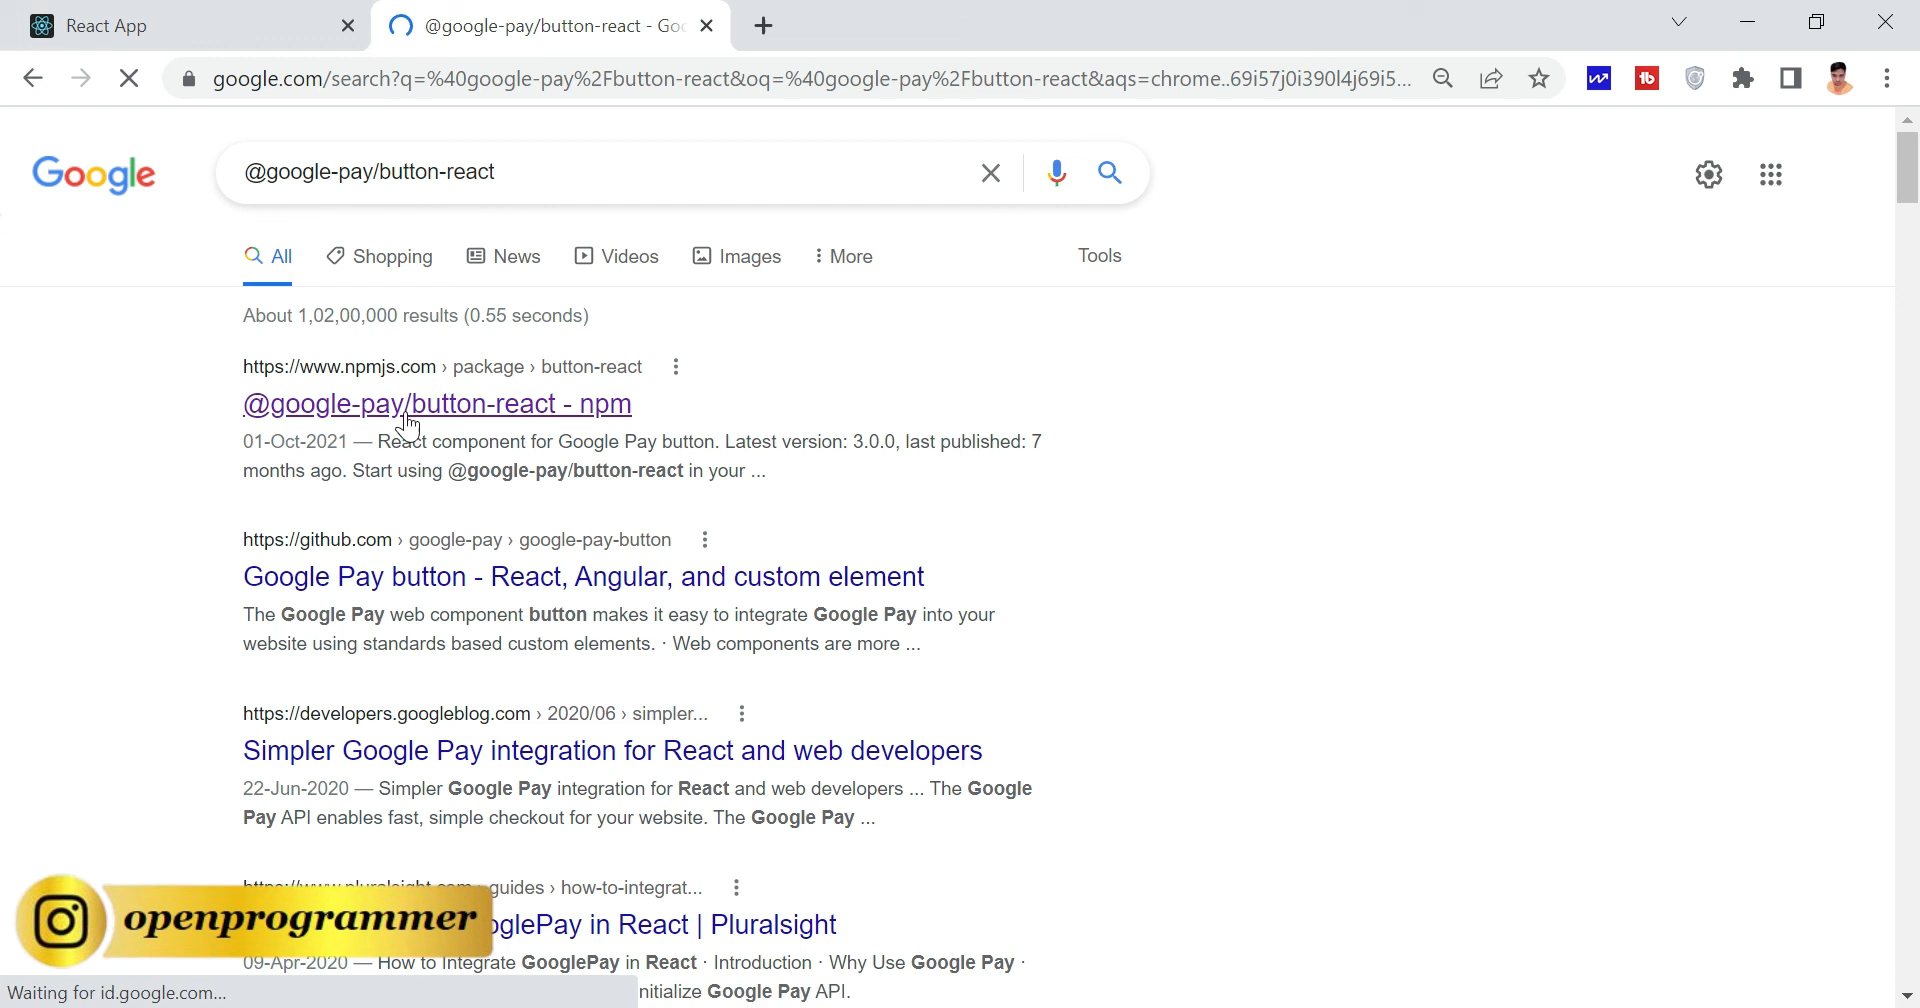 React App
@google-pay/button-react - Goo
google.com/search?q=%40google-pay%2Fbutton-react&oq=%40google-pay%2Fbutton-react&aqs=chrome..69i57j0i390l4j69i5...
Google
@google-pay/button-react
All
Shopping
News
Videos
Images
More
Tools
About 1,02,00,000 results (0.55 seconds)
https://www.npmjs.com › package › button-react
@google-pay/button-react - npm
01-Oct-2021 — React component for Google Pay button. Latest version: 3.0.0, last published: 7
months ago. Start using @google-pay/button-react in your ...
https://github.com › google-pay › google-pay-button
Google Pay button - React, Angular, and custom element
The Google Pay web component button makes it easy to integrate Google Pay into your
website using standards based custom elements. · Web components are more ...
https://developers.googleblog.com › 2020/06 › simpler...
Simpler Google Pay integration for React and web developers
22-Jun-2020 — Simpler Google Pay integration for React and web developers ... The Google
Pay API enables fast, simple checkout for your website. The Google Pay ...
guides › how-to-integrat...
oglePay in React | Pluralsight
openprogrammer
09-Apr-2020 — How to Integrate GooglePay in React · Introduction · Why Use Google Pay ·
nitialize Google Pay API.
Waiting for id.google.com...